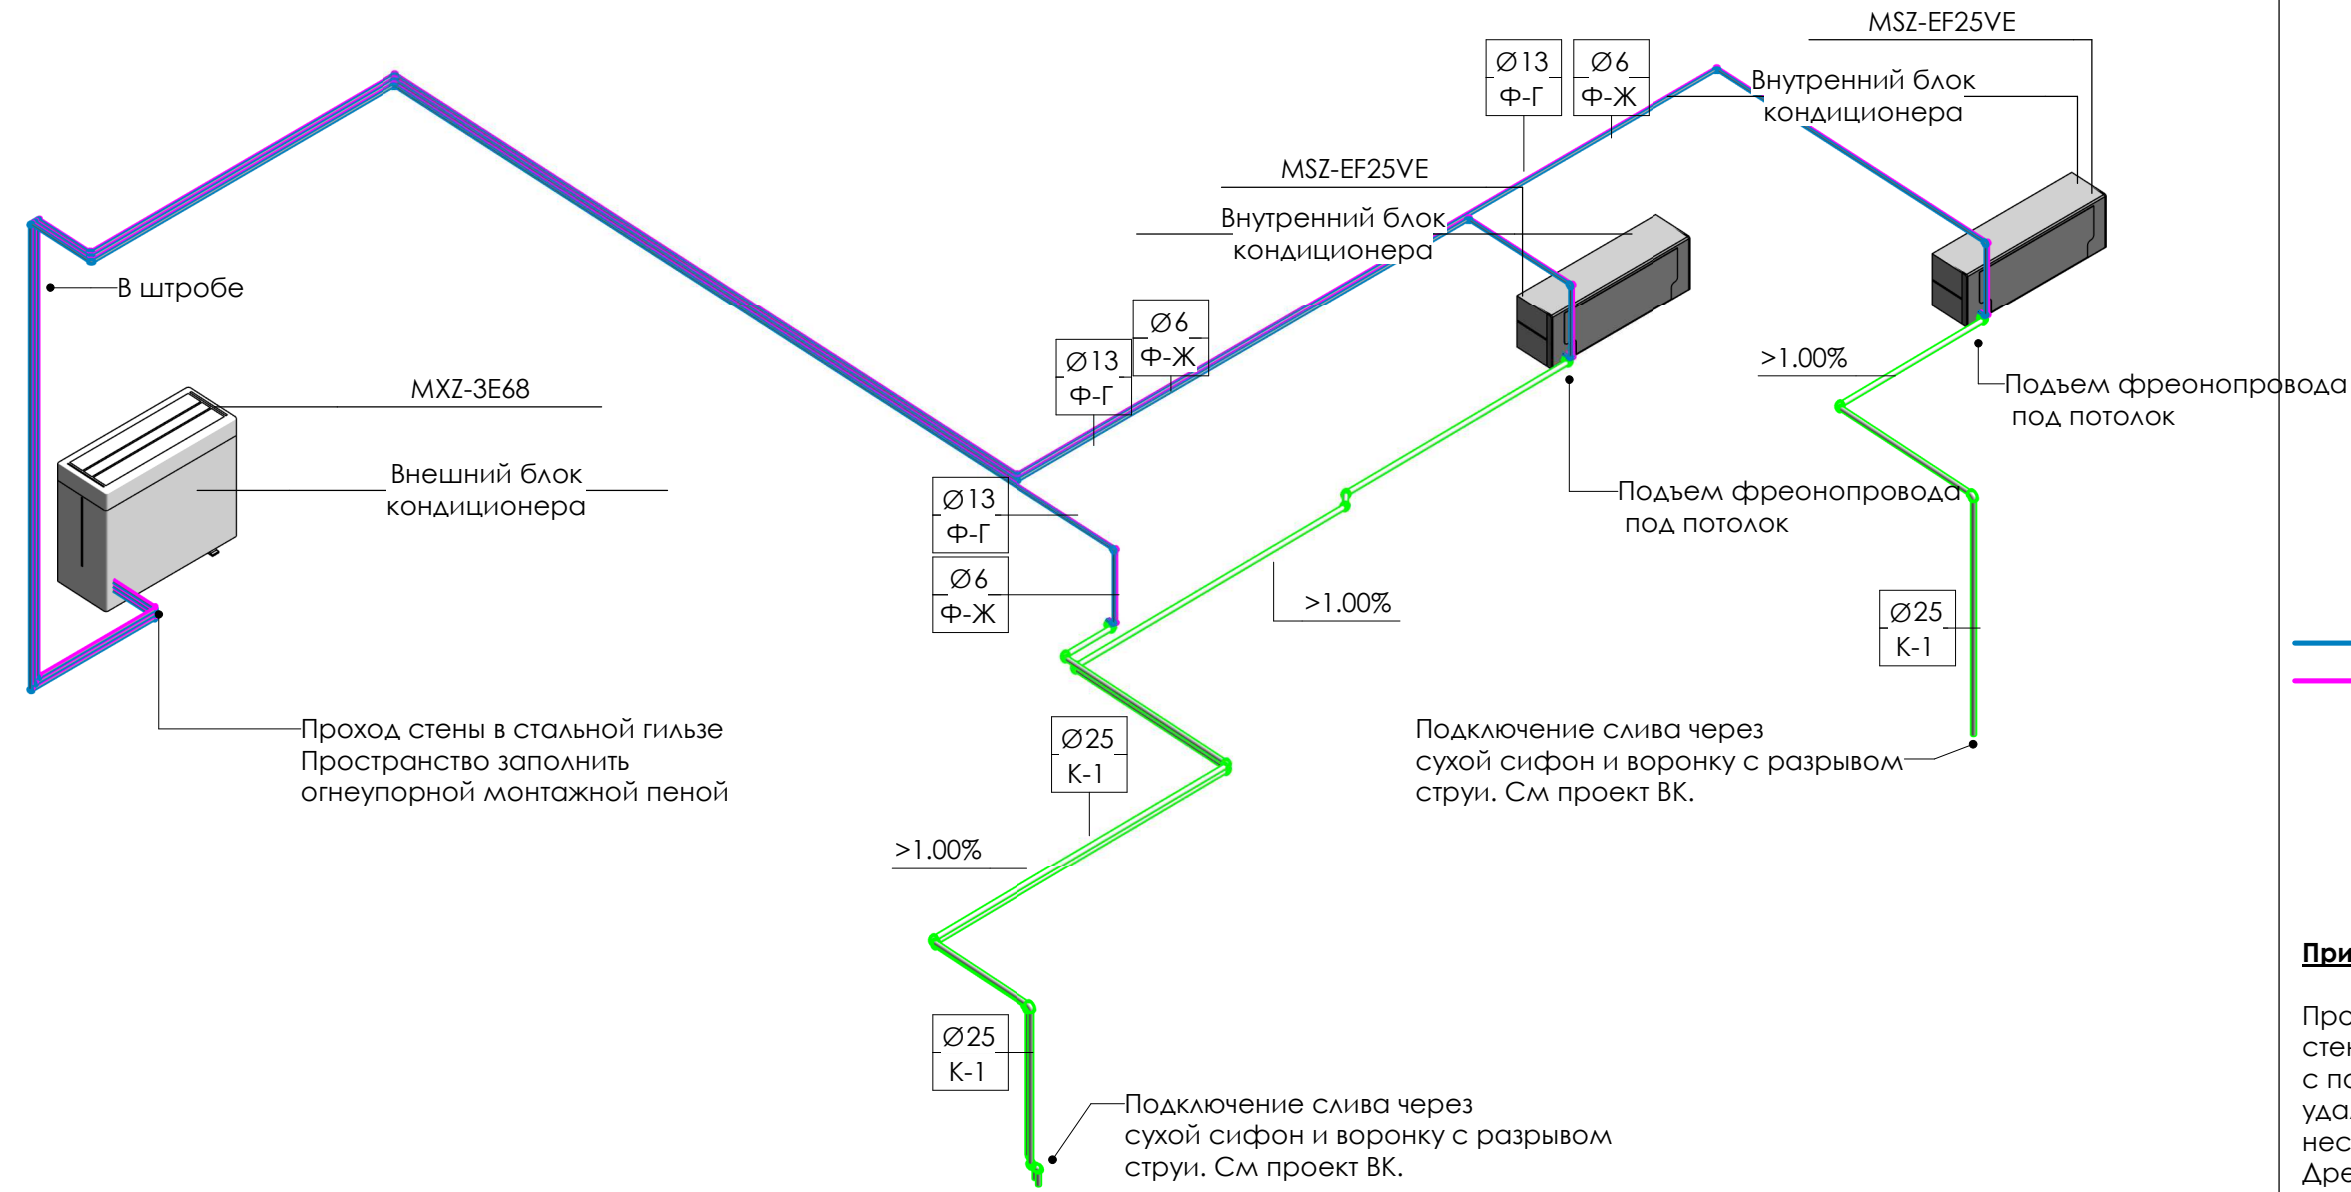 MSZ-EF25VE
Ø13
Ф-Г
Ø6
Ф-Ж
Внутренний блок
кондиционера
MSZ-EF25VE
Внутренний блок
кондиционера
В штробе
Ø6
Ф-Ж
Ø13
Ф-Г
>1.00%
Подъем фреонопровода
под потолок
MXZ-3E68
Внешний блок
кондиционера
Ø13
Ф-Г
Подъем фреонопровода
под потолок
Ø6
Ф-Ж
>1.00%
Ø25
К-1
Проход стены в стальной гильзе
Пространство заполнить
огнеупорной монтажной пеной
Ø25
К-1
Подключение слива через
сухой сифон и воронку с разрывом
струи. См проект ВК.
>1.00%
Ø25
К-1
Подключение слива через
сухой сифон и воронку с разрывом
струи. См проект ВК.
При
с